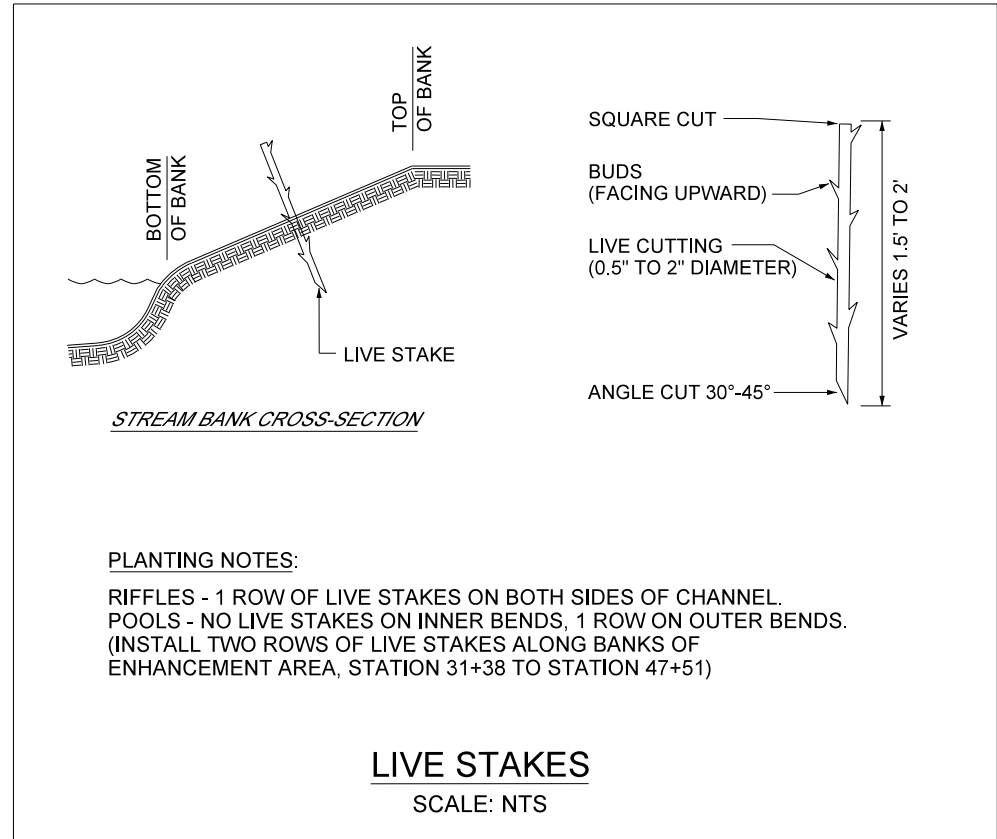 BOTTOM
OF BANK
TOP
OF BANK
LIVE STAKE
STREAM BANK CROSS-SECTION
SQUARE CUT
BUDS
(FACING UPWARD)
LIVE CUTTING
(0.5" TO 2" DIAMETER)
ANGLE CUT 30°-45°
VARIES 1.5' TO 2'
PLANTING NOTES:
RIFFLES - 1 ROW OF LIVE STAKES ON BOTH SIDES OF CHANNEL.
POOLS - NO LIVE STAKES ON INNER BENDS, 1 ROW ON OUTER BENDS.
(INSTALL TWO ROWS OF LIVE STAKES ALONG BANKS OF
ENHANCEMENT AREA, STATION 31+38 TO STATION 47+51)
LIVE STAKES
SCALE: NTS